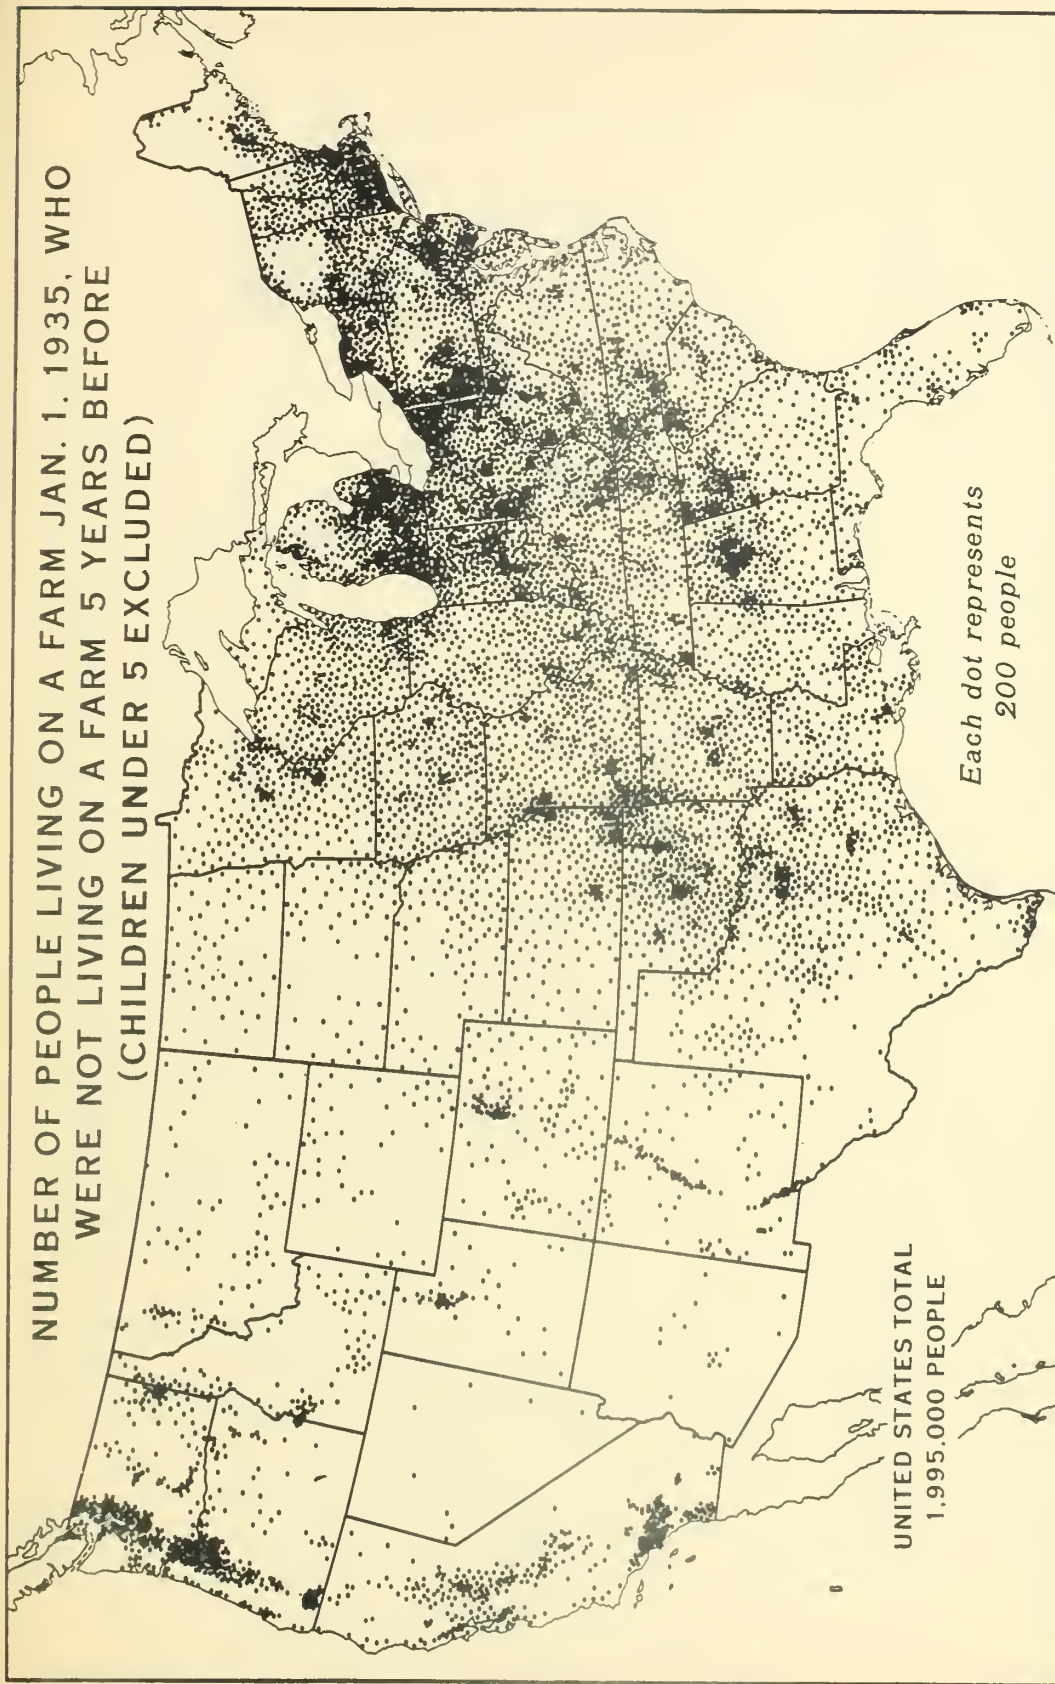 NUMBER OF PEOPLE LIVING ON A FARM JAN. 1. 1935, WHO
WERE NOT LIVING ON A FARM 5 YEARS BEFORE
(CHILDREN UNDER 5 EXCLUDED)
UNITED STATES TOTAL
1,995,000 PEOPLE
Each dot represents
200 people